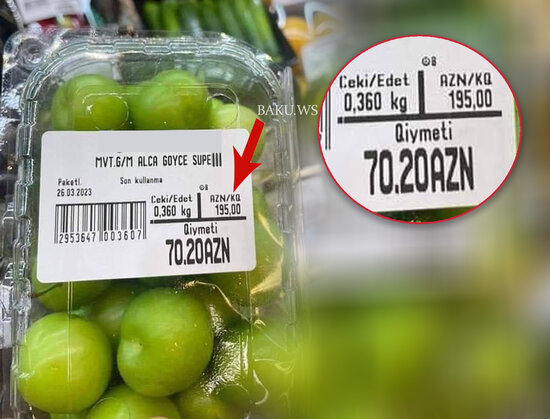 MVT.G/M ALCA GOYCE SUPE
Paketl. Son kullanma
26.03.2023
Ceki/Edet AZN/KQ
0,360 kg 195,00
Qiymeti
70.20AZN
2953647 003607
BAKU.WS
Ceki/Edet AZN/KQ
0,360 kg 195,00
Qiymeti
70.20AZN